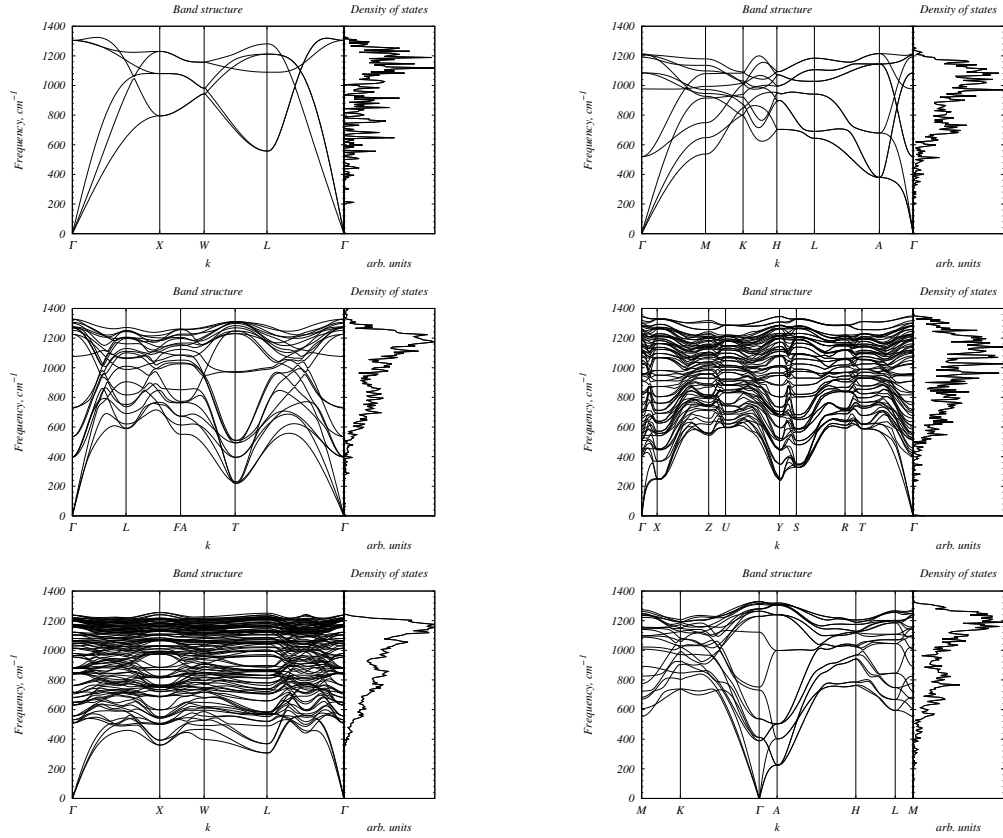 Band structure Density of states
1400
1200
1000
800
600
400
200
0
Frequency, cm⁻¹
Γ X W L Γ
k arb. units
Band structure Density of states
1400
1200
1000
800
600
400
200
0
Frequency, cm⁻¹
Γ M K H L A Γ
k arb. units
Band structure Density of states
1400
1200
1000
800
600
400
200
0
Frequency, cm⁻¹
Γ L FA T Γ
k arb. units
Band structure Density of states
1400
1200
1000
800
600
400
200
0
Frequency, cm⁻¹
Γ X Z U Y S R T Γ
k arb. units
Band structure Density of states
1400
1200
1000
800
600
400
200
0
Frequency, cm⁻¹
Γ X W L Γ
k arb. units
Band structure Density of states
1400
1200
1000
800
600
400
200
0
Frequency, cm⁻¹
M K Γ A H L M
k arb. units